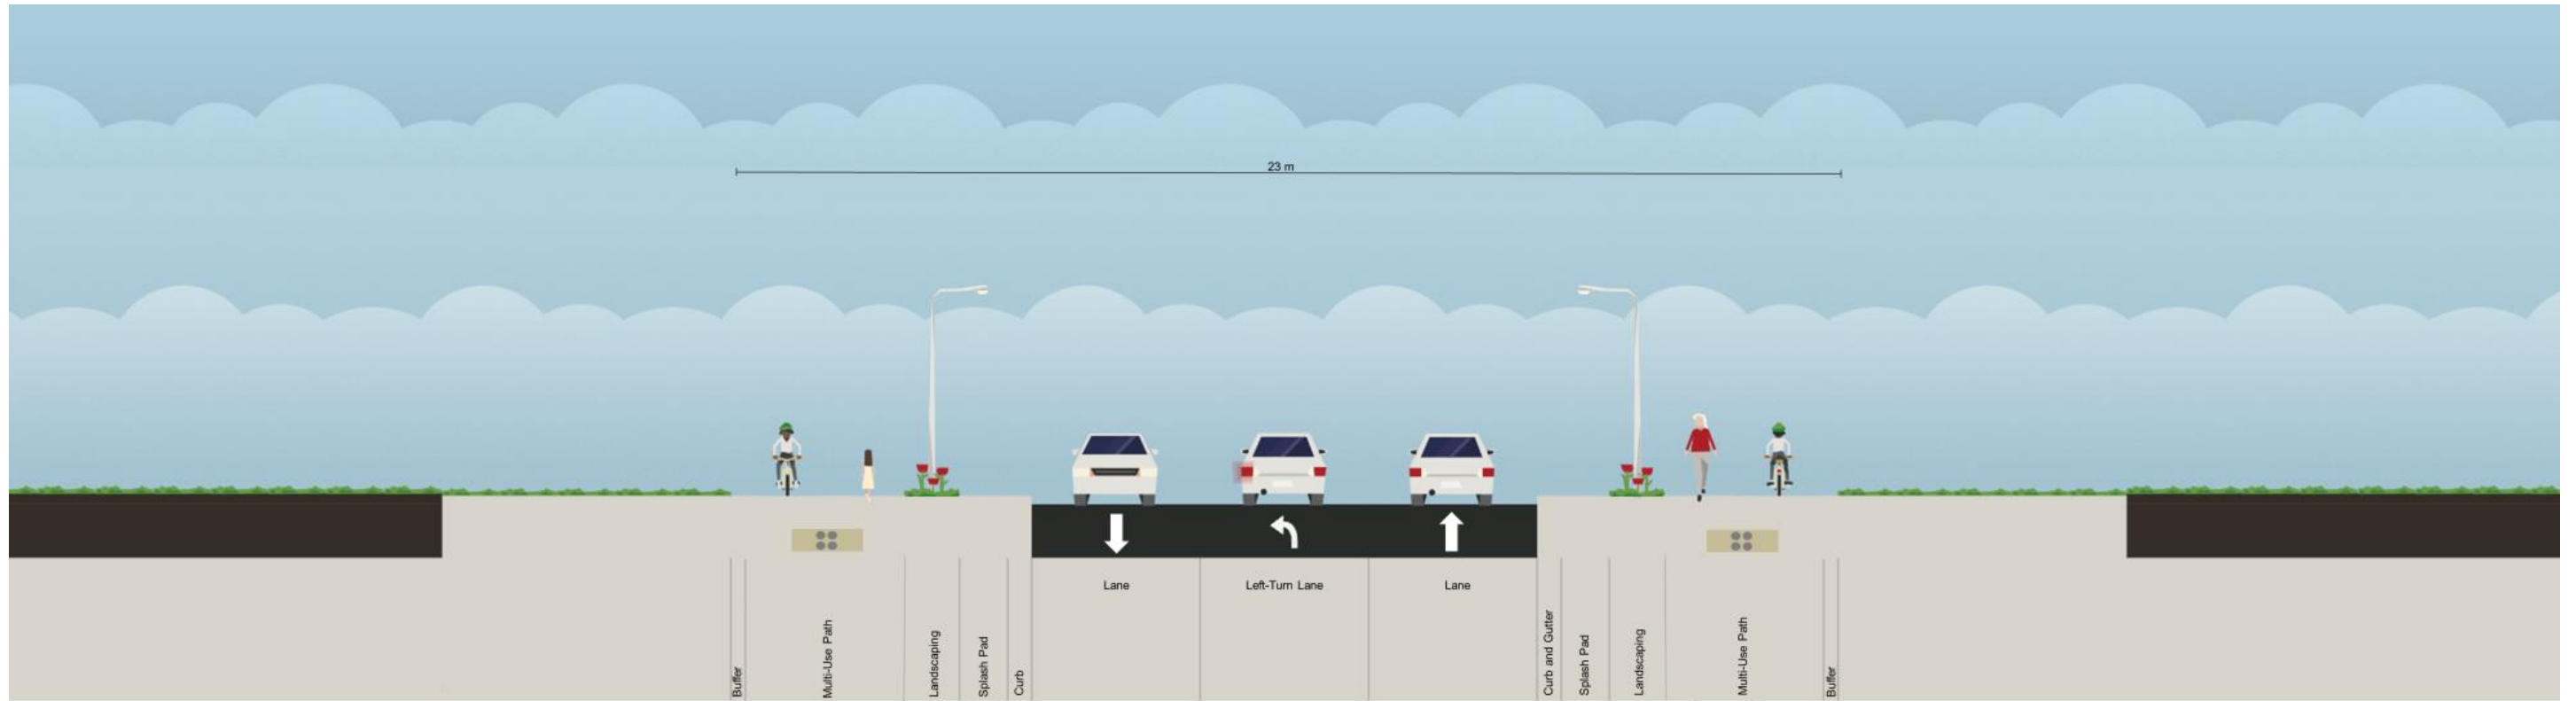 23 m
Buffer
Multi-Use Path
Landscaping
Splash Pad
Curb
Lane
Left-Turn Lane
Lane
Curb and Gutter
Splash Pad
Landscaping
Multi-Use Path
Buffer